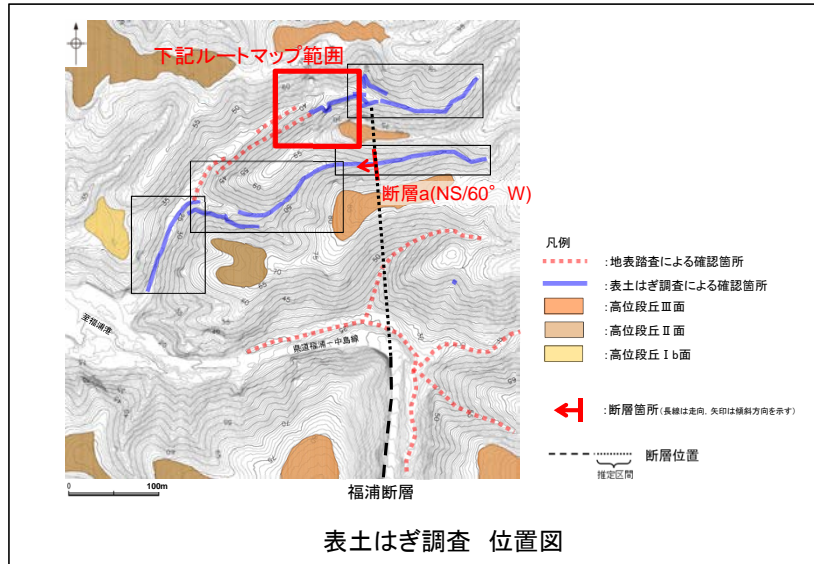 下記ルートマップ範囲
断層a(NS/60°W)
至福浦港
県道福浦－中島線
0 100m
福浦断層
凡例
:地表踏査による確認箇所
:表土はぎ調査による確認箇所
:高位段丘Ⅲ面
:高位段丘Ⅱ面
:高位段丘Ⅰb面
:断層箇所(長線は走向、矢印は傾斜方向を示す)
断層位置
推定区間
表土はぎ調査 位置図